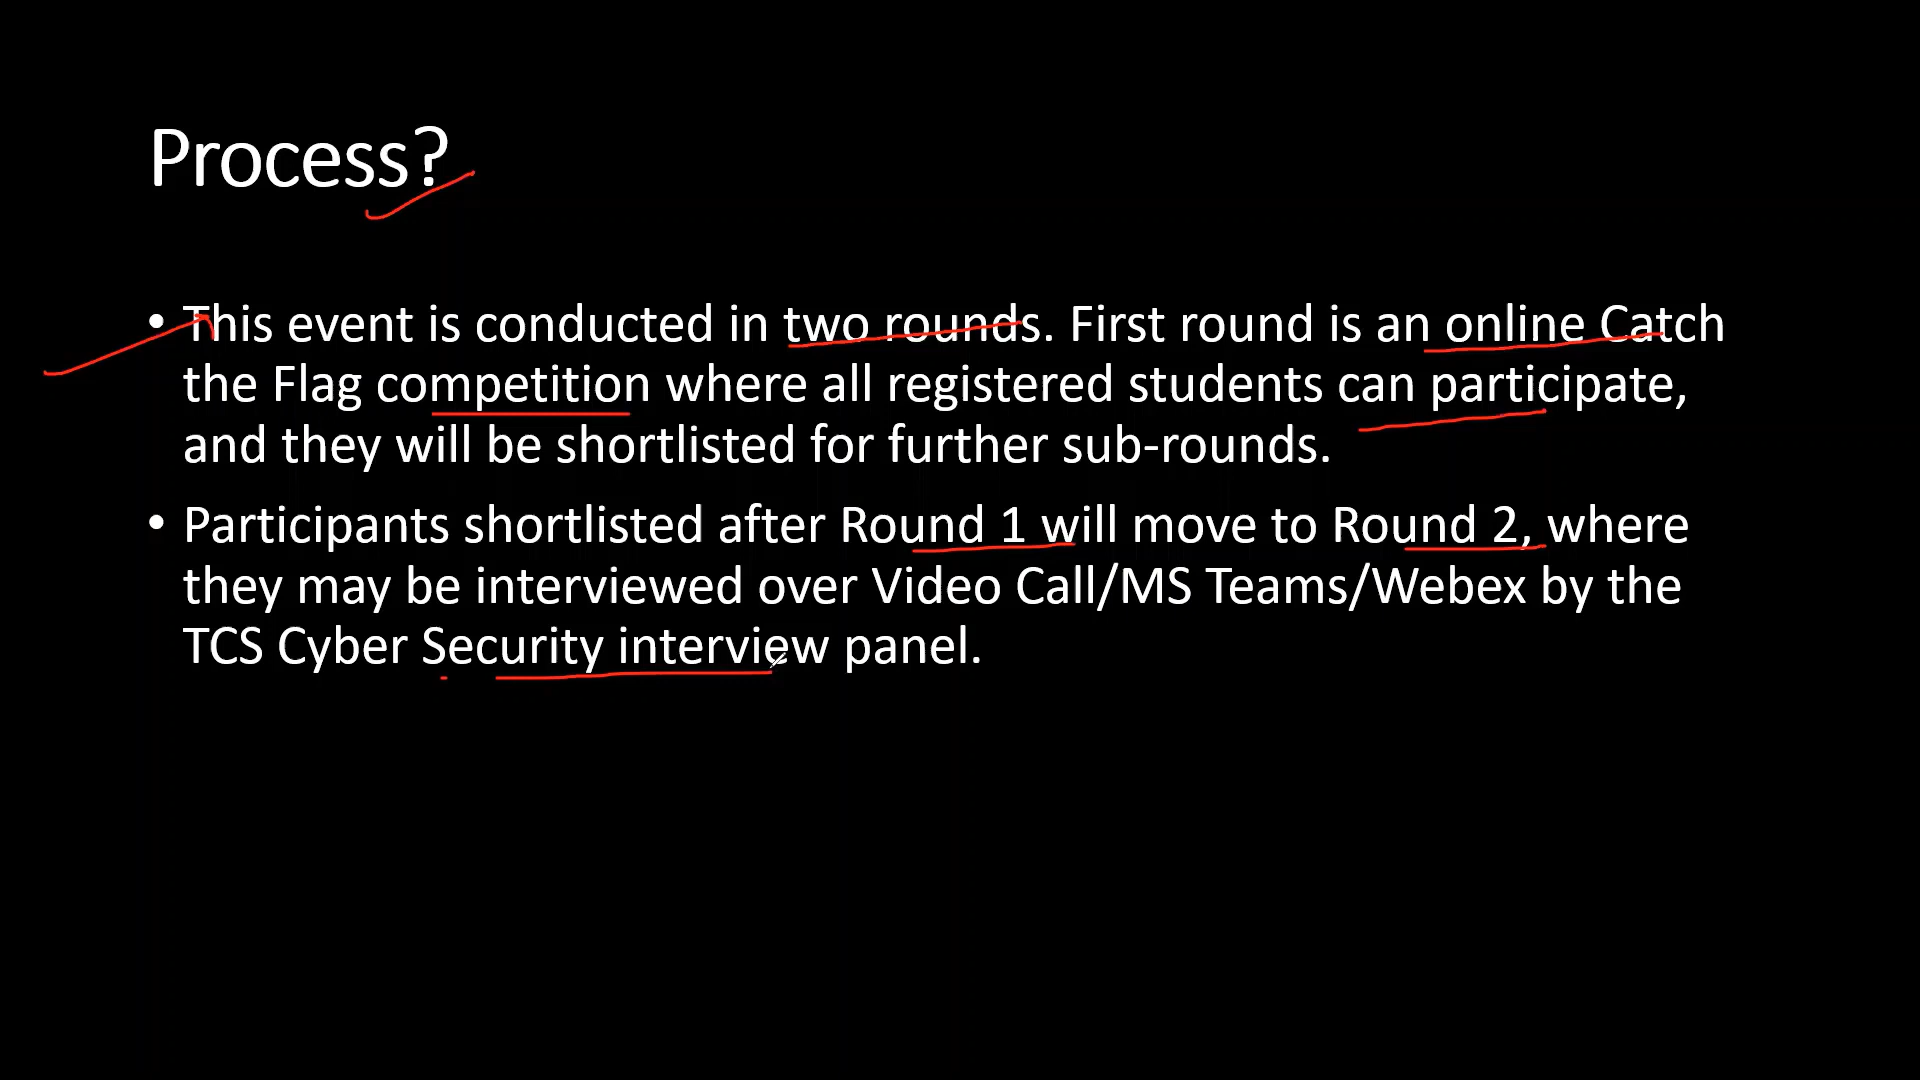 Process?
• This event is conducted in two rounds. First round is an online Catch
the Flag competition where all registered students can participate,
and they will be shortlisted for further sub-rounds.
• Participants shortlisted after Round 1 will move to Round 2, where
they may be interviewed over Video Call/MS Teams/Webex by the
TCS Cyber Security interview panel.